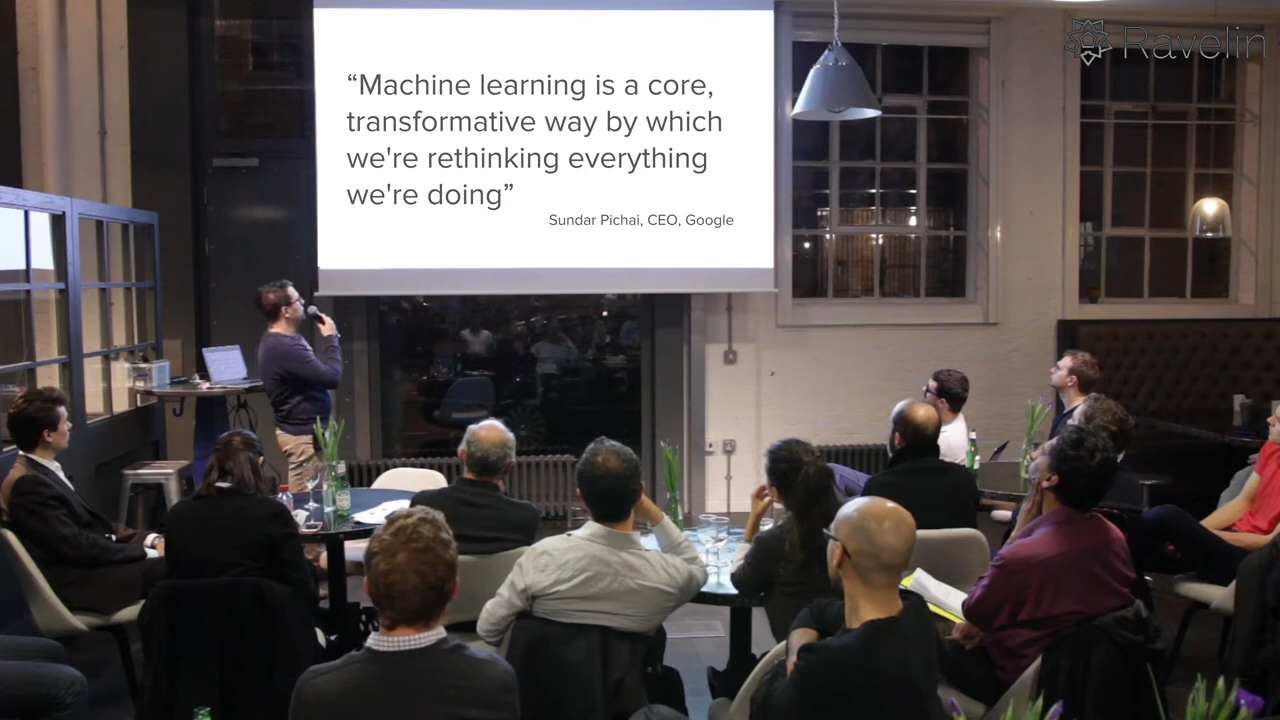 “Machine learning is a core,
transformative way by which
we're rethinking everything
we're doing”
Sundar Pichai, CEO, Google
Ravelin